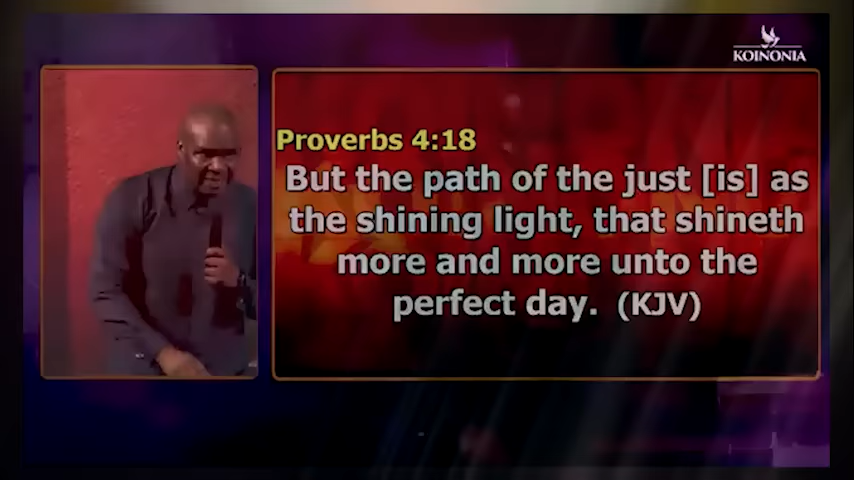 KOINONIA
Proverbs 4:18
But the path of the just [is] as
the shining light, that shineth
more and more unto the
perfect day. (KJV)